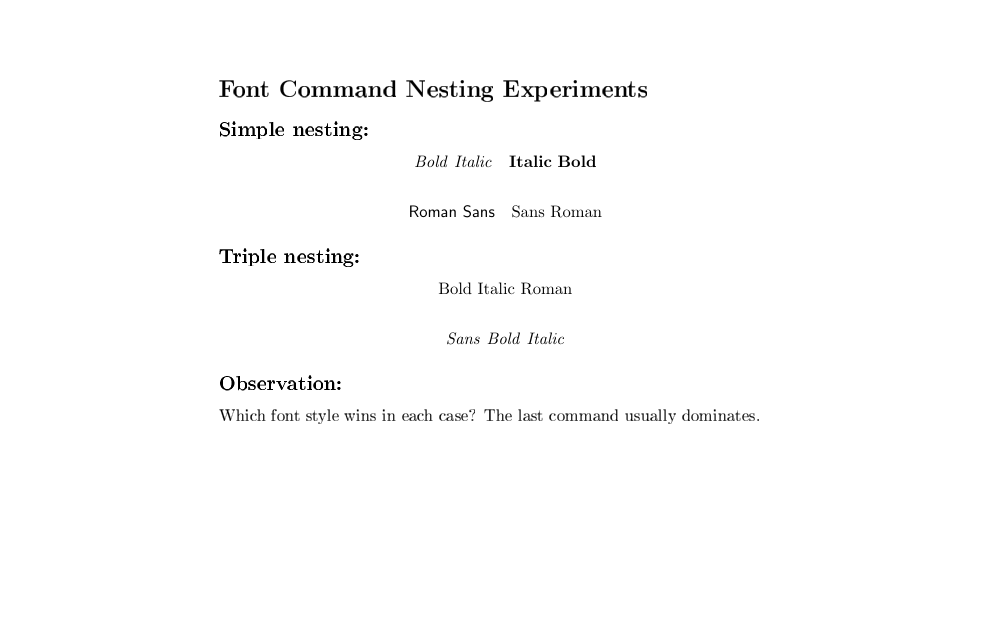 Font Command Nesting Experiments
Simple nesting:
Bold Italic Italic Bold
Roman Sans Sans Roman
Triple nesting:
Bold Italic Roman
Sans Bold Italic
Observation:
Which font style wins in each case? The last command usually dominates.